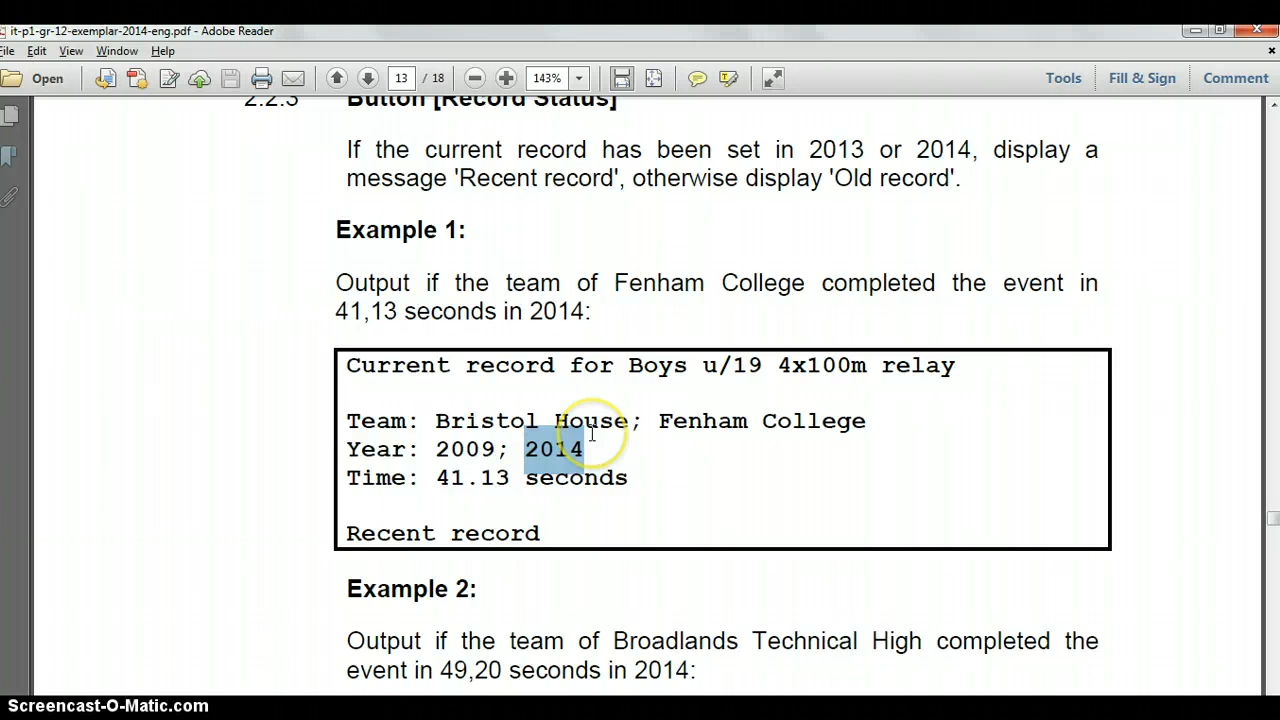 it-p1-gr-12-exemplar-2014-eng.pdf - Adobe Reader
File Edit View Window Help
Open 13 / 18 143% Tools Fill & Sign Comment
2.2.3 Button [Record Status]
If the current record has been set in 2013 or 2014, display a
message 'Recent record', otherwise display 'Old record'.
Example 1:
Output if the team of Fenham College completed the event in
41,13 seconds in 2014:
Current record for Boys u/19 4x100m relay
Team: Bristol House; Fenham College
Year: 2009; 2014
Time: 41.13 seconds
Recent record
Example 2:
Output if the team of Broadlands Technical High completed the
event in 49,20 seconds in 2014:
Screencast-O-Matic.com